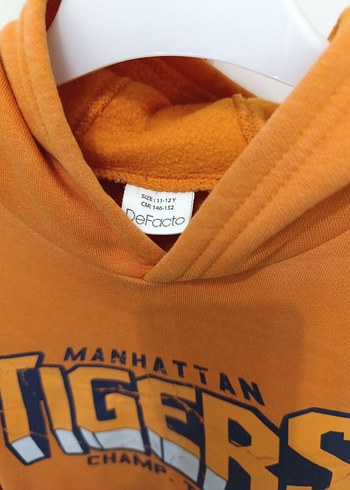 SIZE: 11-12 Y
CM: 146-152
DeFacto
MANHATTAN
TIGERS
CHAMP